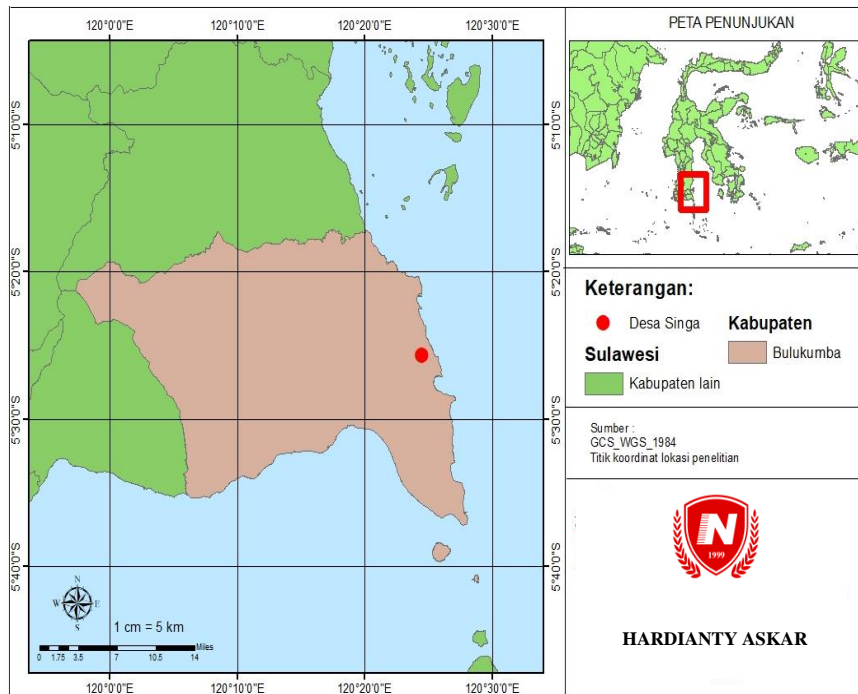 120°0'0"E 120°10'0"E 120°20'0"E 120°30'0"E
5°10'0"S 5°10'0"S
5°20'0"S 5°20'0"S
5°30'0"S 5°30'0"S
5°40'0"S 5°40'0"S
N
W E
S
1 cm = 5 km
Miles
0 1.75 3.5 7 10.5 14
120°0'0"E 120°10'0"E 120°20'0"E 120°30'0"E
PETA PENUNJUKAN
Keterangan:
Desa Singa
Sulawesi
Kabupaten lain
Kabupaten
Bulukumba
Sumber :
GCS_WGS_1984
Titik koordinat lokasi penelitian
N
1999
HARDIANTY ASKAR